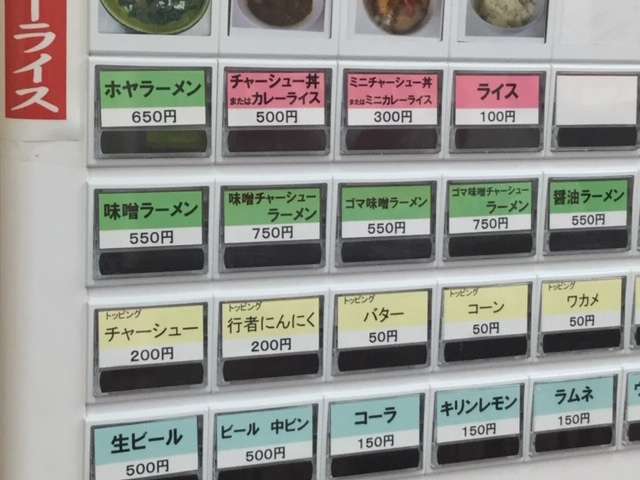 ーライス
ホヤラーメン
650円
チャーシュー丼
またはカレーライス
500円
ミニチャーシュー丼
またはミニカレーライス
300円
ライス
100円
味噌ラーメン
550円
味噌チャーシュー
ラーメン
750円
ゴマ味噌ラーメン
550円
ゴマ味噌チャーシュー
ラーメン
750円
醤油ラーメン
550円
トッピング
チャーシュー
200円
トッピング
行者にんにく
200円
トッピング
バター
50円
トッピング
コーン
50円
トッピング
ワカメ
50円
生ビール
500円
ビール 中ビン
500円
コーラ
150円
キリンレモン
150円
ラムネ
150円